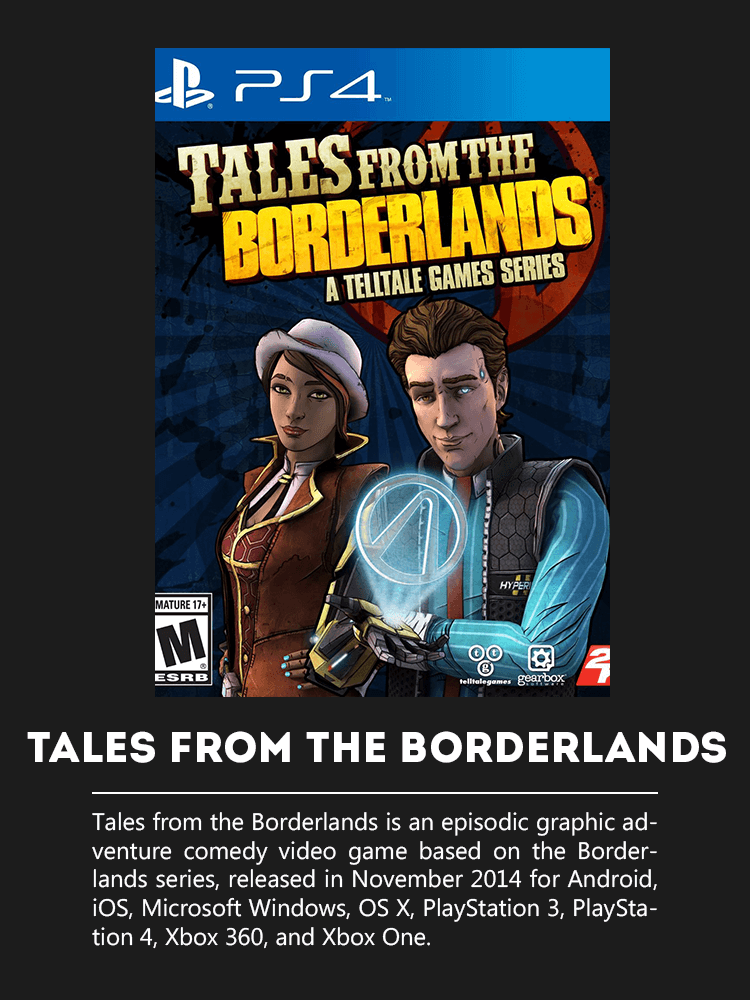 PS4
TALES FROM THE
BORDERLANDS
A TELLTALE GAMES SERIES
HYPER
MATURE 17+
M
ESRB
ttg
telltalegames
gearbox
software
2K
TALES FROM THE BORDERLANDS
Tales from the Borderlands is an episodic graphic ad-
venture comedy video game based on the Border-
lands series, released in November 2014 for Android,
iOS, Microsoft Windows, OS X, PlayStation 3, PlaySta-
tion 4, Xbox 360, and Xbox One.